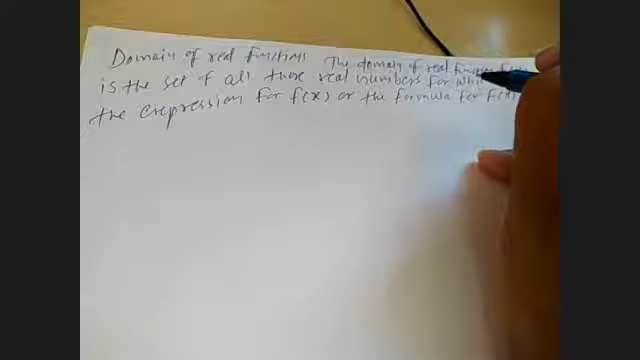 Domain of real functions The domain of real function
is the set of all those real numbers for
the expression for f(x) or the formula for f(x)